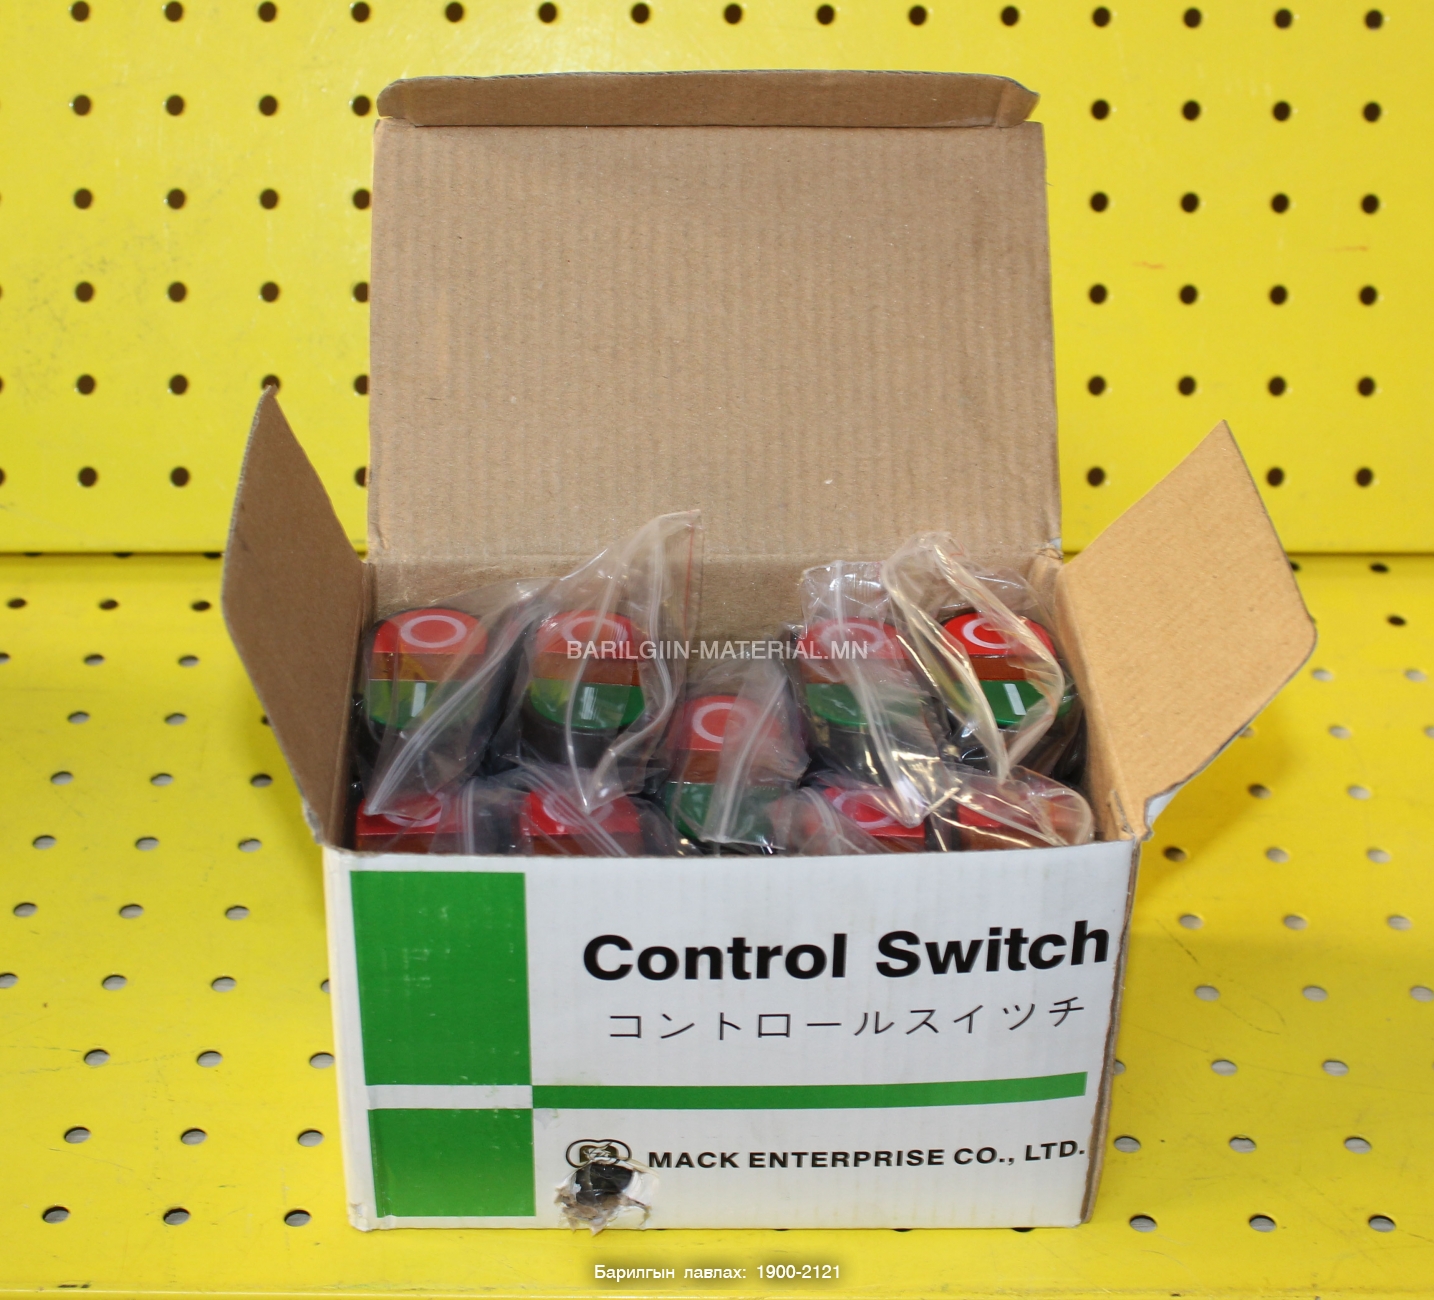 BARILGIIN-MATERIAL.MN
Control Switch
コントロールスイッチ
MACK ENTERPRISE CO., LTD.
Барилгын лавлах: 1900-2121